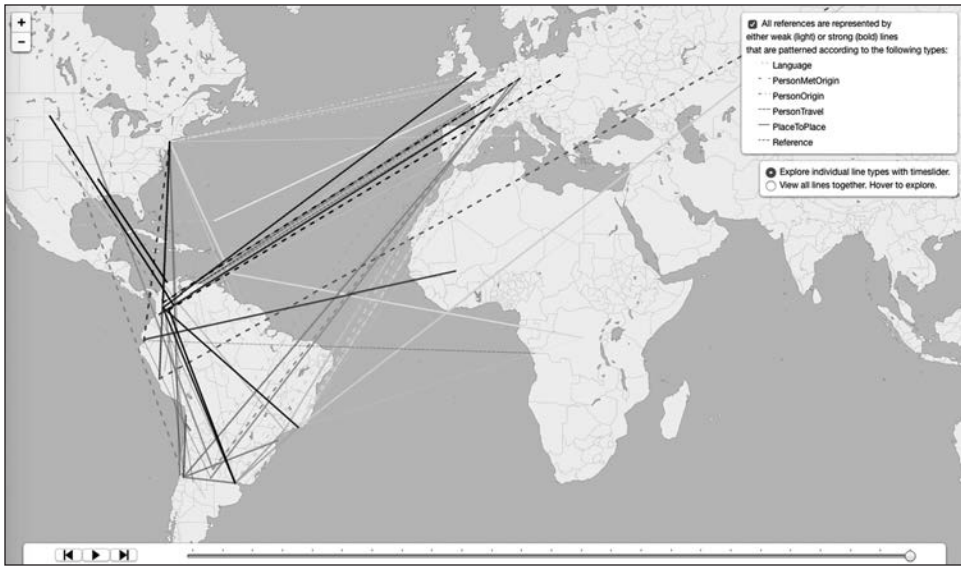 +
−
All references are represented by
either weak (light) or strong (bold) lines
that are patterned according to the following types:
Language
PersonMetOrigin
PersonOrigin
PersonTravel
PlaceToPlace
Reference
Explore individual line types with timeslider.
View all lines together. Hover to explore.